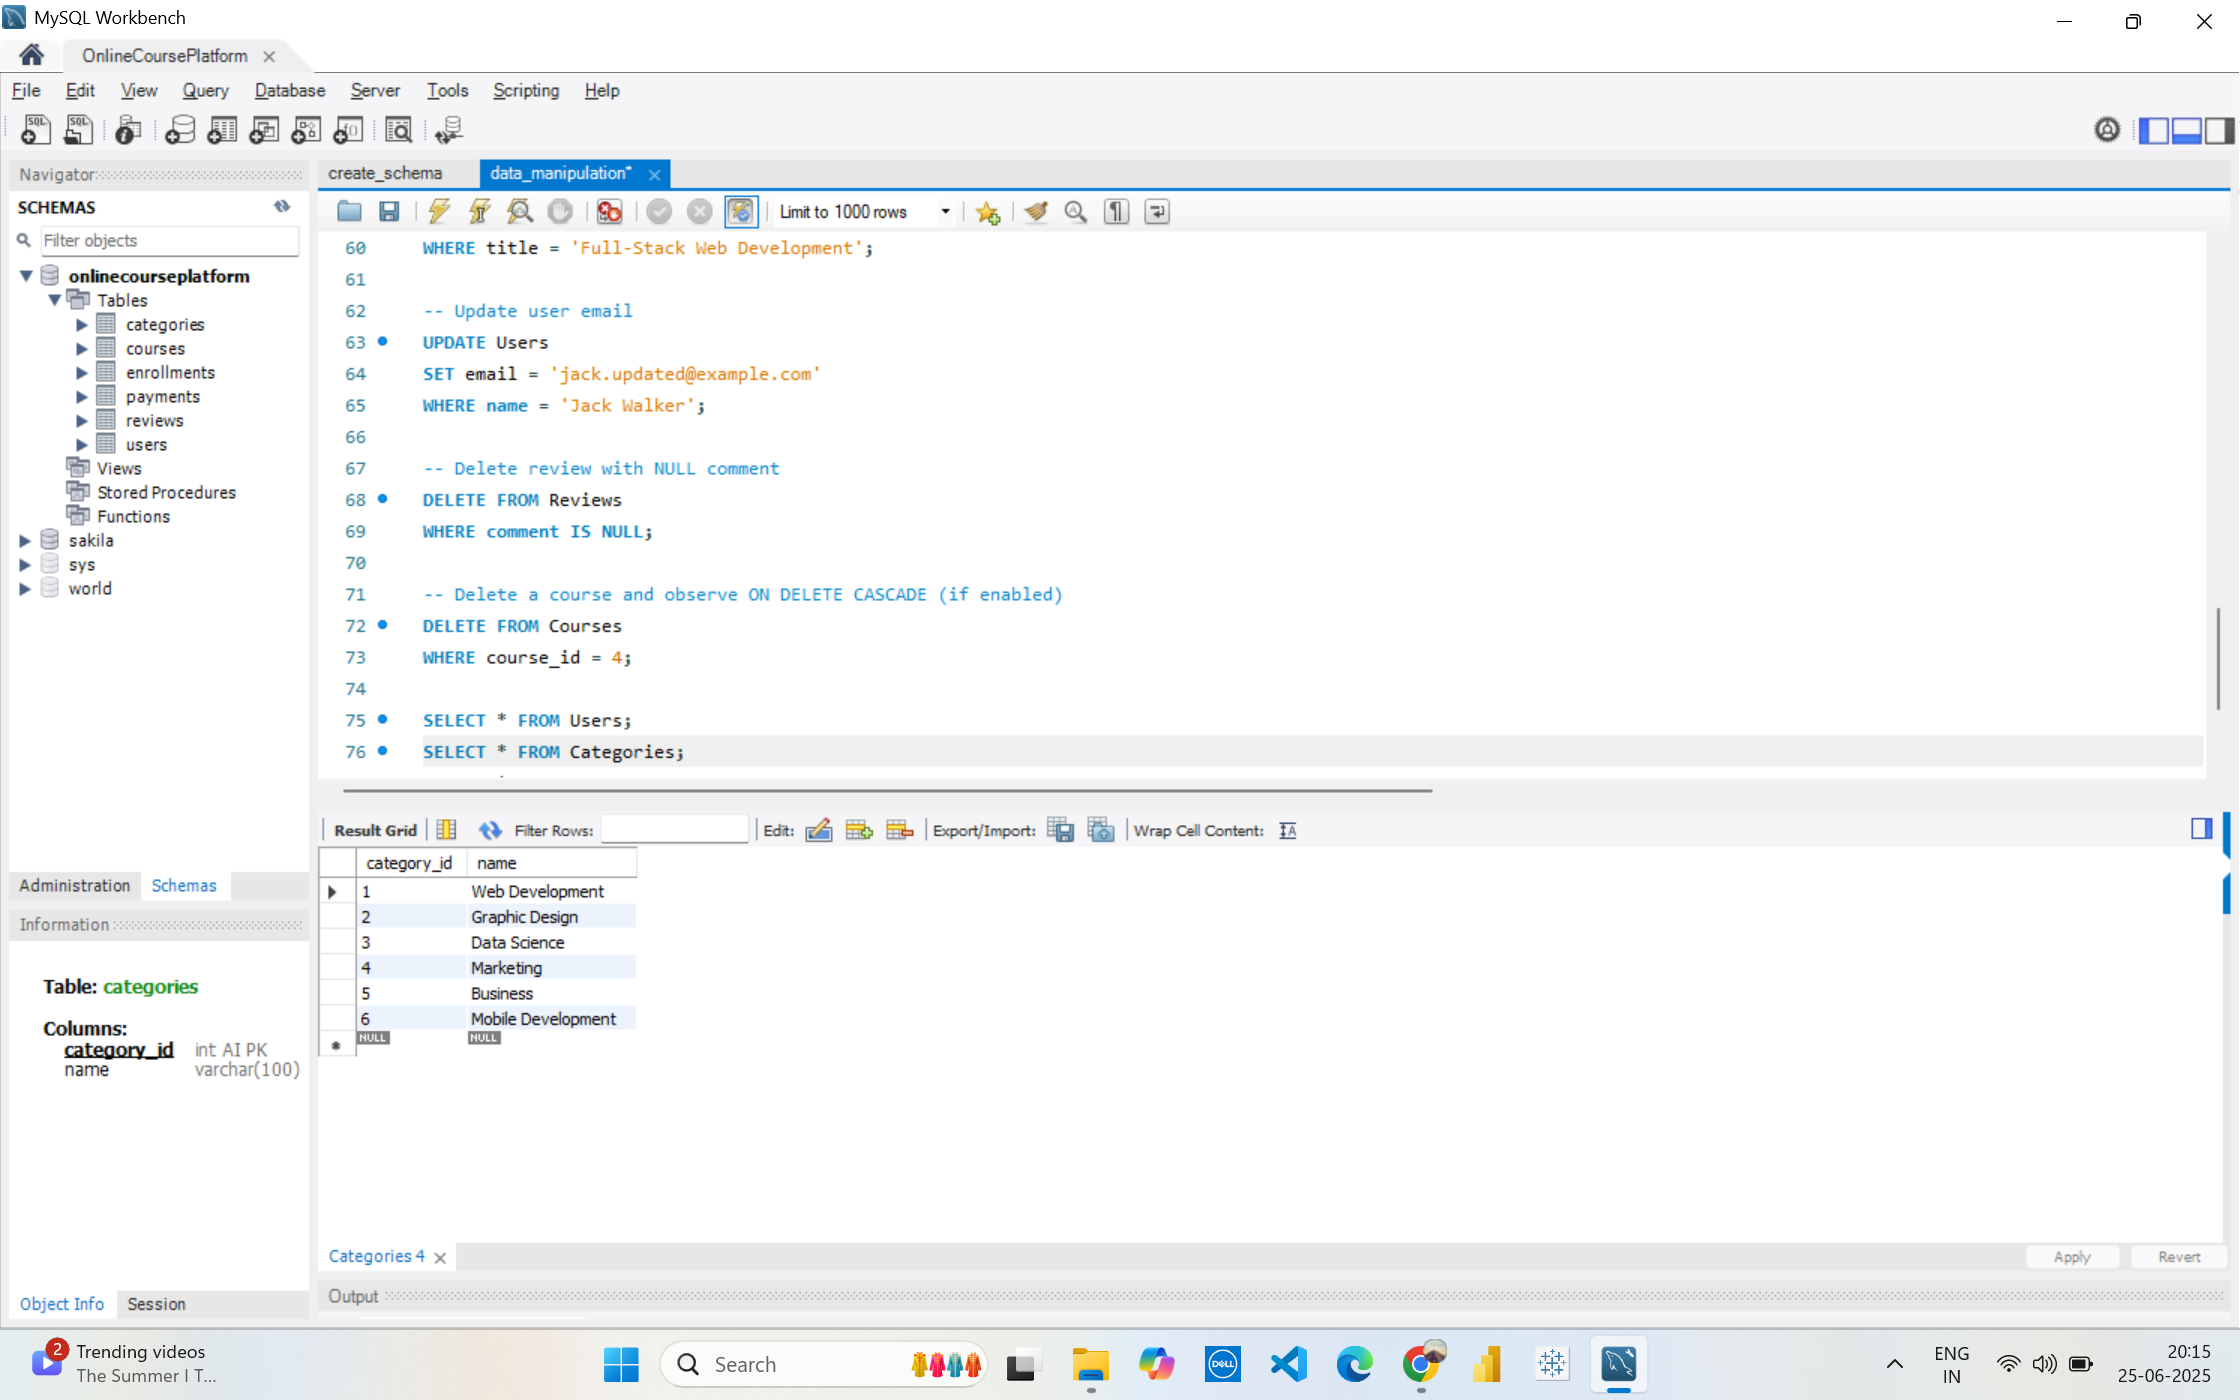 MySQL Workbench
OnlineCoursePlatform
File Edit View Query Database Server Tools Scripting Help
Navigator
SCHEMAS
Filter objects
onlinecourseplatform
Tables
categories
courses
enrollments
payments
reviews
users
Views
Stored Procedures
Functions
sakila
sys
world
Administration Schemas
Information
Table: categories
Columns:
category_id int AI PK
name varchar(100)
Object Info Session
create_schema data_manipulation*
Limit to 1000 rows
60 WHERE title = 'Full-Stack Web Development';
61
62 -- Update user email
63 UPDATE Users
64 SET email = 'jack.updated@example.com'
65 WHERE name = 'Jack Walker';
66
67 -- Delete review with NULL comment
68 DELETE FROM Reviews
69 WHERE comment IS NULL;
70
71 -- Delete a course and observe ON DELETE CASCADE (if enabled)
72 DELETE FROM Courses
73 WHERE course_id = 4;
74
75 SELECT * FROM Users;
76 SELECT * FROM Categories;
Result Grid Filter Rows: Edit: Export/Import: Wrap Cell Content:
category_id name
1 Web Development
2 Graphic Design
3 Data Science
4 Marketing
5 Business
6 Mobile Development
NULL NULL
Categories 4 Apply Revert
Output
2 Trending videos
The Summer I T...
Search
DELL
ENG
IN
20:15
25-06-2025